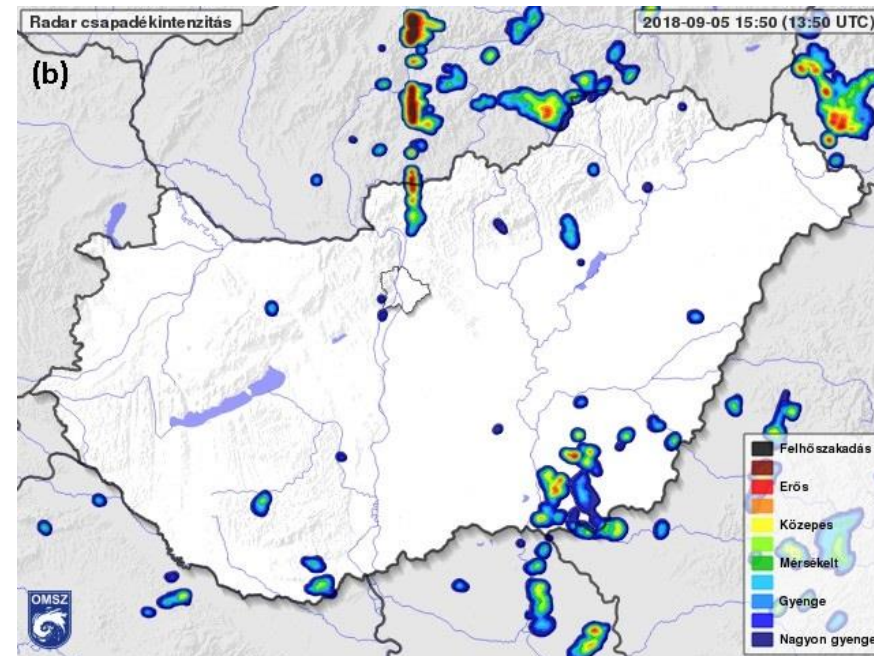 Radar csapadékintenzitás
2018-09-05 15:50 (13:50 UTC)
(b)
Felhőszakadás
Erős
Közepes
Mérsékelt
Gyenge
Nagyon gyenge
OMSZ